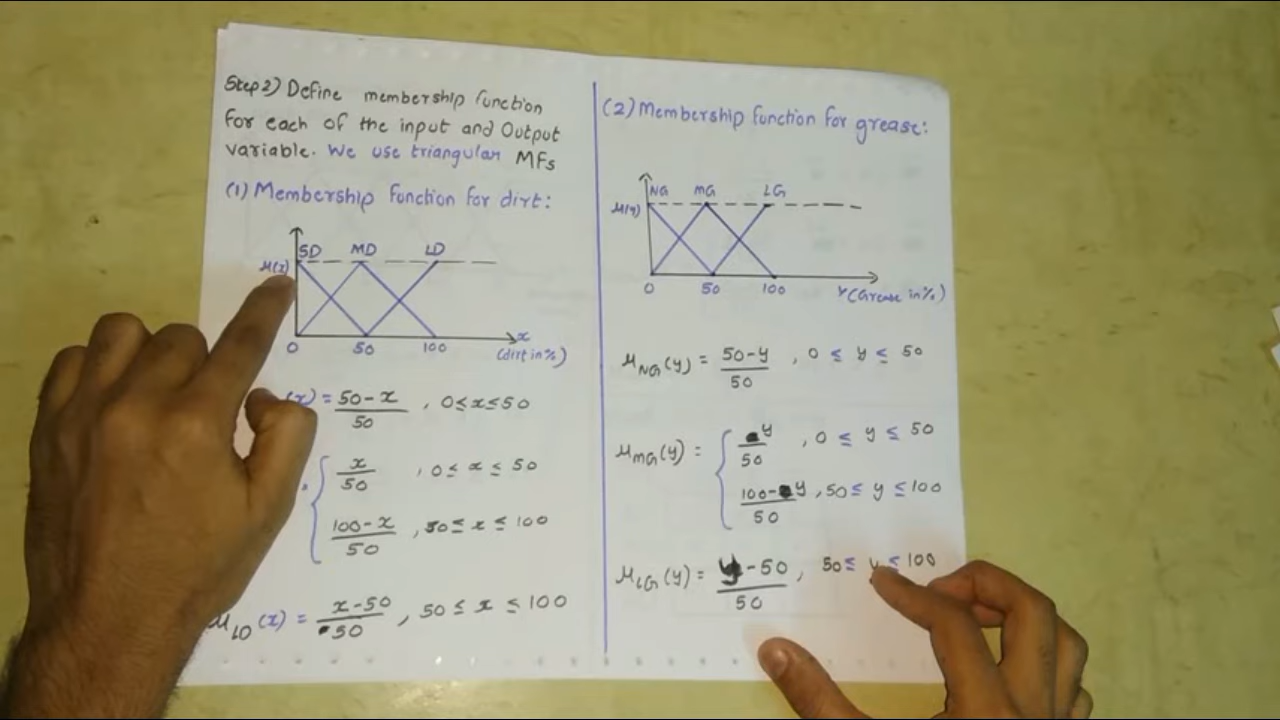 Step 2) Define membership function
for each of the input and Output
variable. We use triangular MFs
(1) Membership function for dirt:
SD MD LD
μ(x)
0 50 100
x
(dirt in %)
(x) = 50-x / 50 , 0≤x≤50
x / 50 , 0 ≤ x ≤ 50
100-x / 50 , 50 ≤ x ≤ 100
μLD (x) = x-50 / 50 , 50 ≤ x ≤ 100
(2) Membership function for grease:
NG MG LG
μ(y)
0 50 100 Y (Grease in %)
μNG(y) = 50-y / 50 , 0 ≤ y ≤ 50
μMG(y) = y / 50 , 0 ≤ y ≤ 50
100-y / 50 , 50 ≤ y ≤ 100
μLG(y) = y-50 / 50 , 50 ≤ y ≤ 100